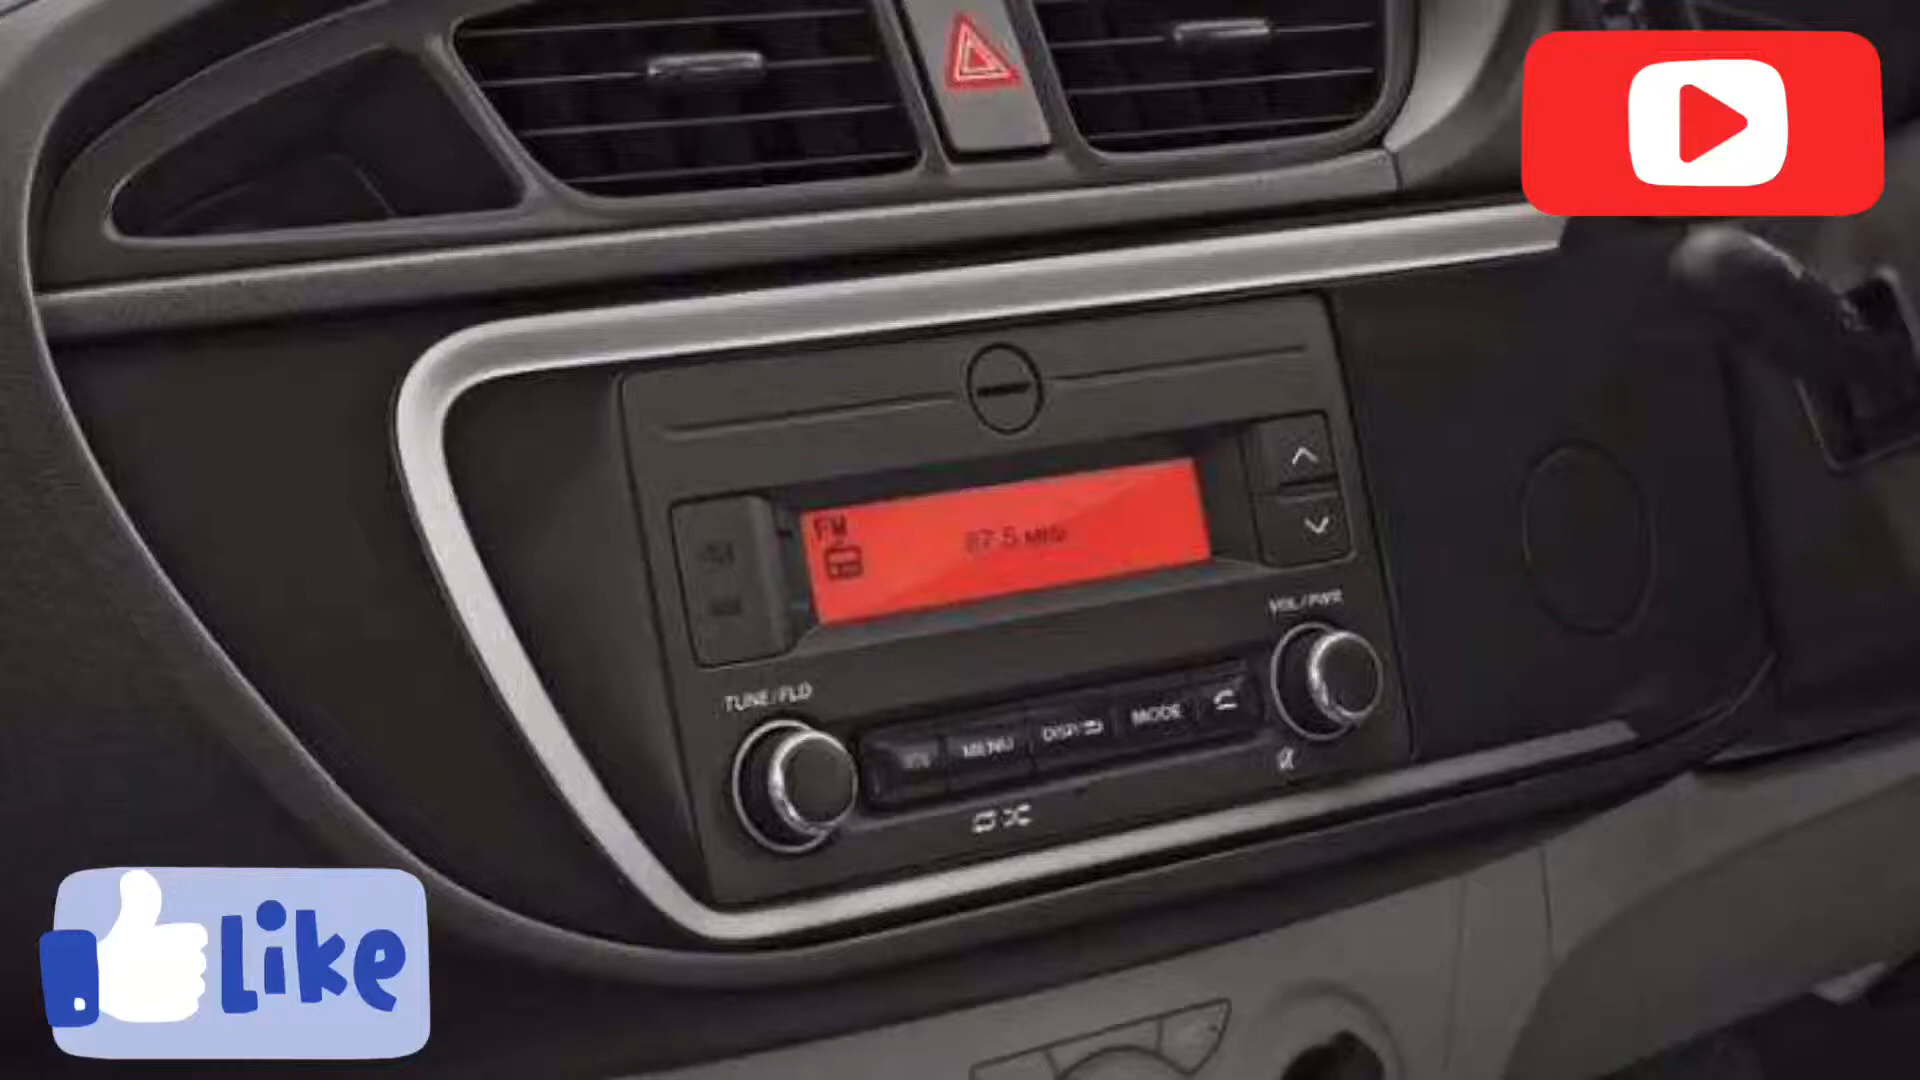 FM
87.5 MHz
VOL/PWR
TUNE/FLD
MENU
DISP
MODE
Like